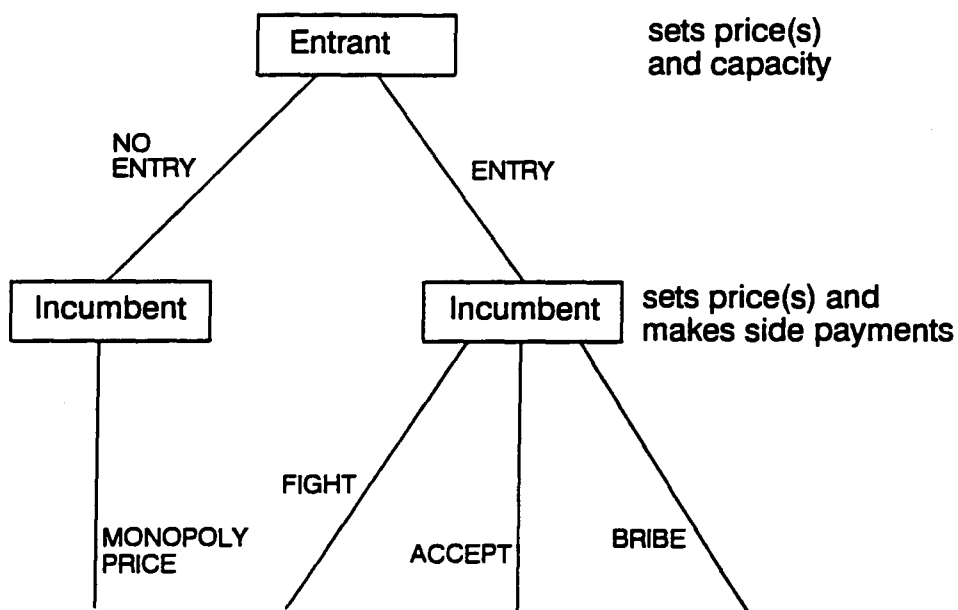 Entrant
sets price(s)
and capacity
NO
ENTRY
ENTRY
Incumbent
Incumbent
sets price(s) and
makes side payments
FIGHT
MONOPOLY
PRICE
ACCEPT
BRIBE